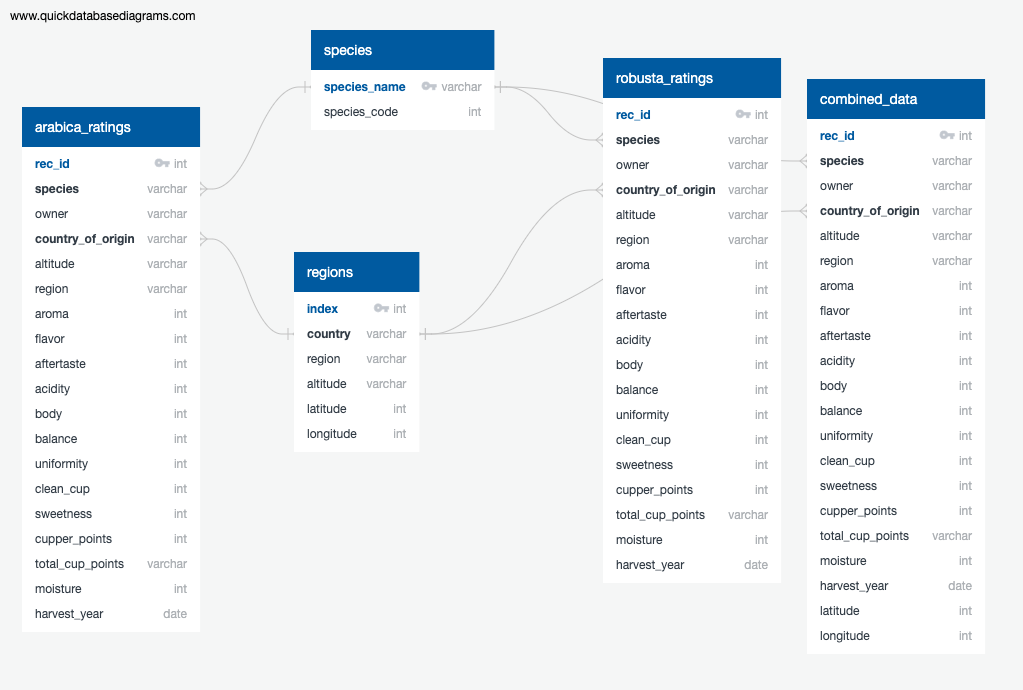 www.quickdatabasediagrams.com
arabica_ratings
rec_id int
species varchar
owner varchar
country_of_origin varchar
altitude varchar
region varchar
aroma int
flavor int
aftertaste int
acidity int
body int
balance int
uniformity int
clean_cup int
sweetness int
cupper_points int
total_cup_points varchar
moisture int
harvest_year date
species
species_name varchar
species_code int
regions
index int
country varchar
region varchar
altitude varchar
latitude int
longitude int
robusta_ratings
rec_id int
species varchar
owner varchar
country_of_origin varchar
altitude varchar
region varchar
aroma int
flavor int
aftertaste int
acidity int
body int
balance int
uniformity int
clean_cup int
sweetness int
cupper_points int
total_cup_points varchar
moisture int
harvest_year date
combined_data
rec_id int
species varchar
owner varchar
country_of_origin varchar
altitude varchar
region varchar
aroma int
flavor int
aftertaste int
acidity int
body int
balance int
uniformity int
clean_cup int
sweetness int
cupper_points int
total_cup_points varchar
moisture int
harvest_year date
latitude int
longitude int